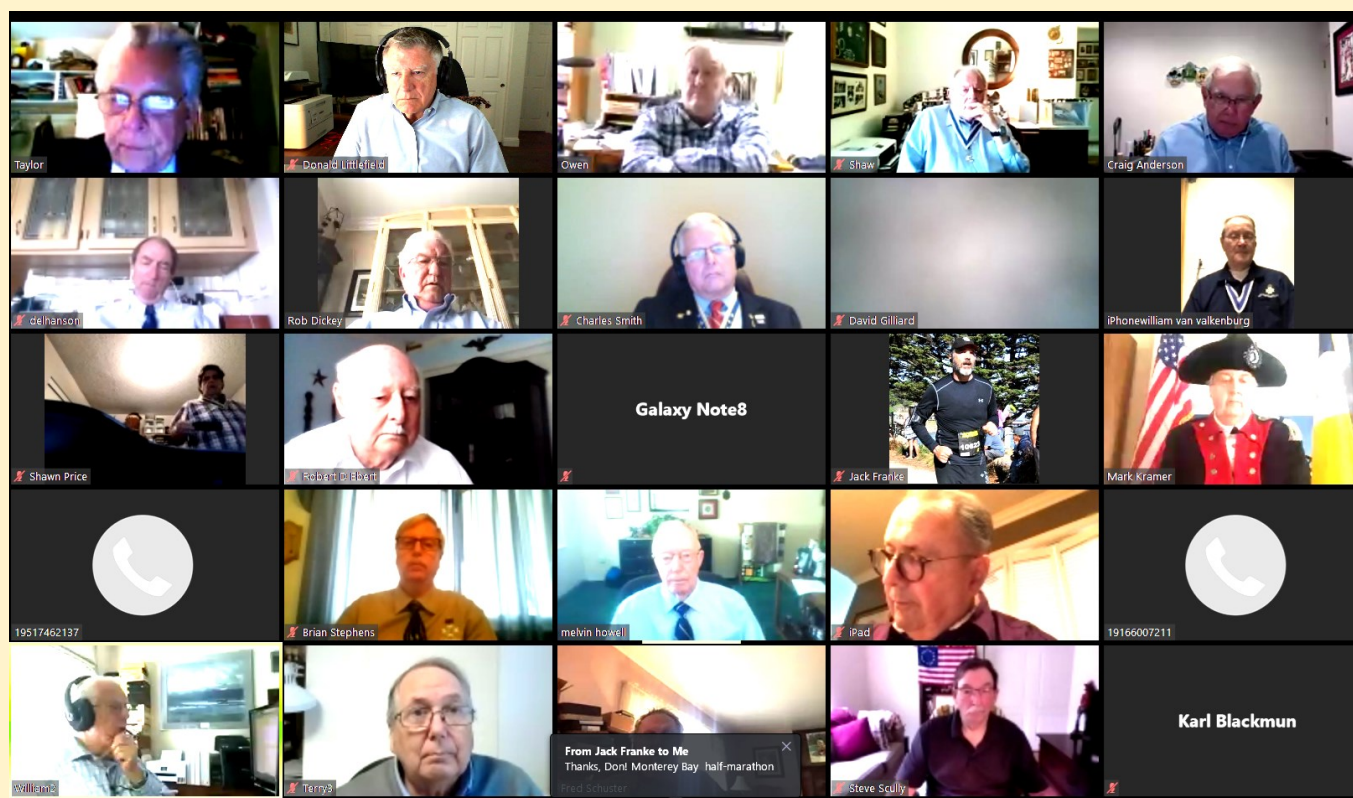 Taylor
Donald Littlefield
Owen
Shaw
Craig Anderson
delhanson
Rob Dickey
Charles Smith
David Gilliard
iPhonewilliam van valkenburg
Shawn Price
Robert D Ebert
Galaxy Note8
Jack Franke
Mark Kramer
19517462137
Brian Stephens
melvin howell
iPad
19166007211
WilliamS
Terry3
From Jack Franke to Me
Thanks, Don! Monterey Bay half-marathon
Fred Schuster
Steve Scully
Karl Blackmun